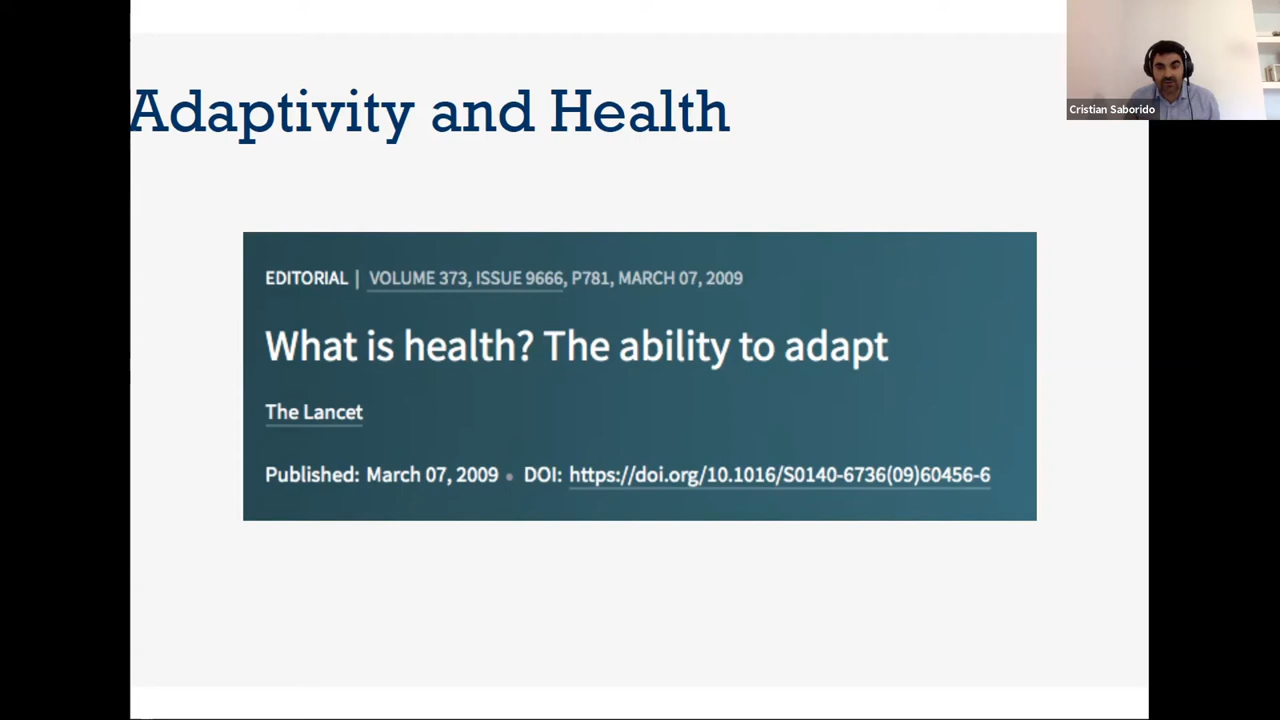 Adaptivity and Health
Cristian Saborido
EDITORIAL | VOLUME 373, ISSUE 9666, P781, MARCH 07, 2009
What is health? The ability to adapt
The Lancet
Published: March 07, 2009 • DOI: https://doi.org/10.1016/S0140-6736(09)60456-6